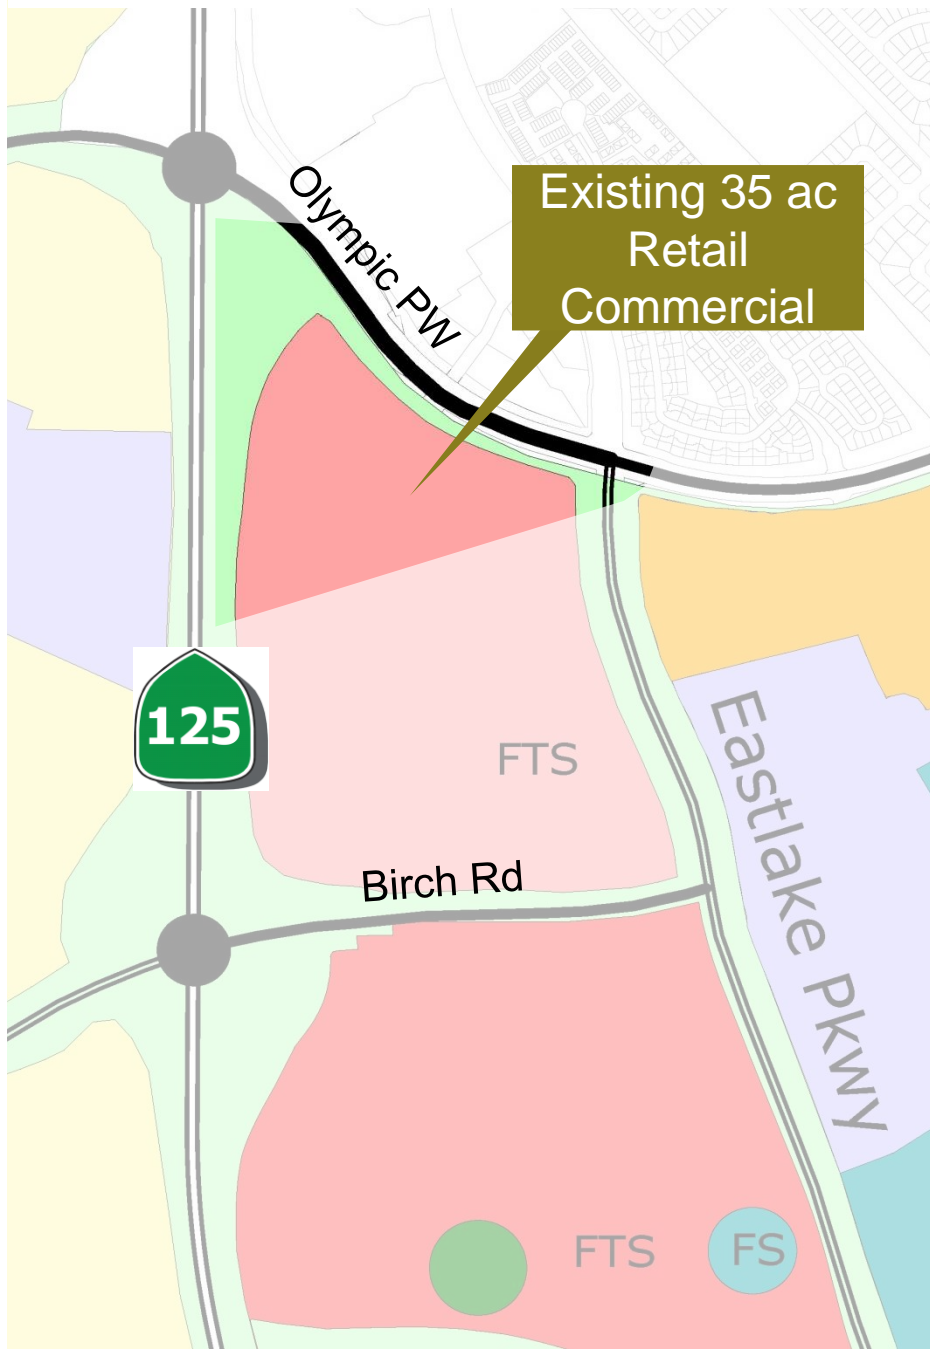 Olympic PW
Existing 35 ac
Retail
Commercial
125
FTS
Eastlake Pkwy
Birch Rd
FTS
FS